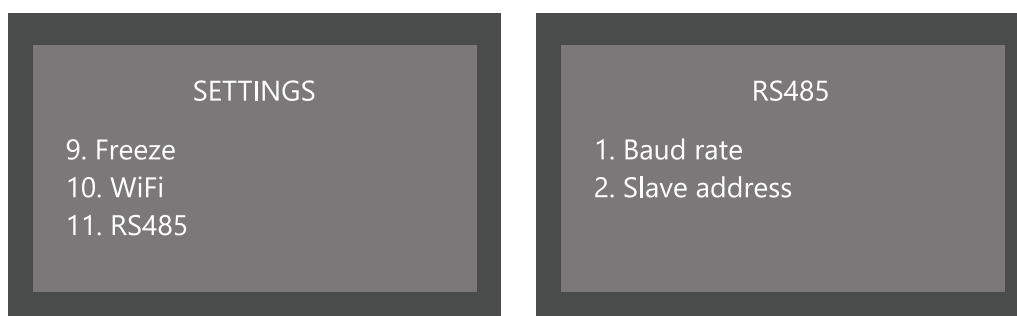 SETTINGS
9. Freeze
10. WiFi
11. RS485
RS485
1. Baud rate
2. Slave address